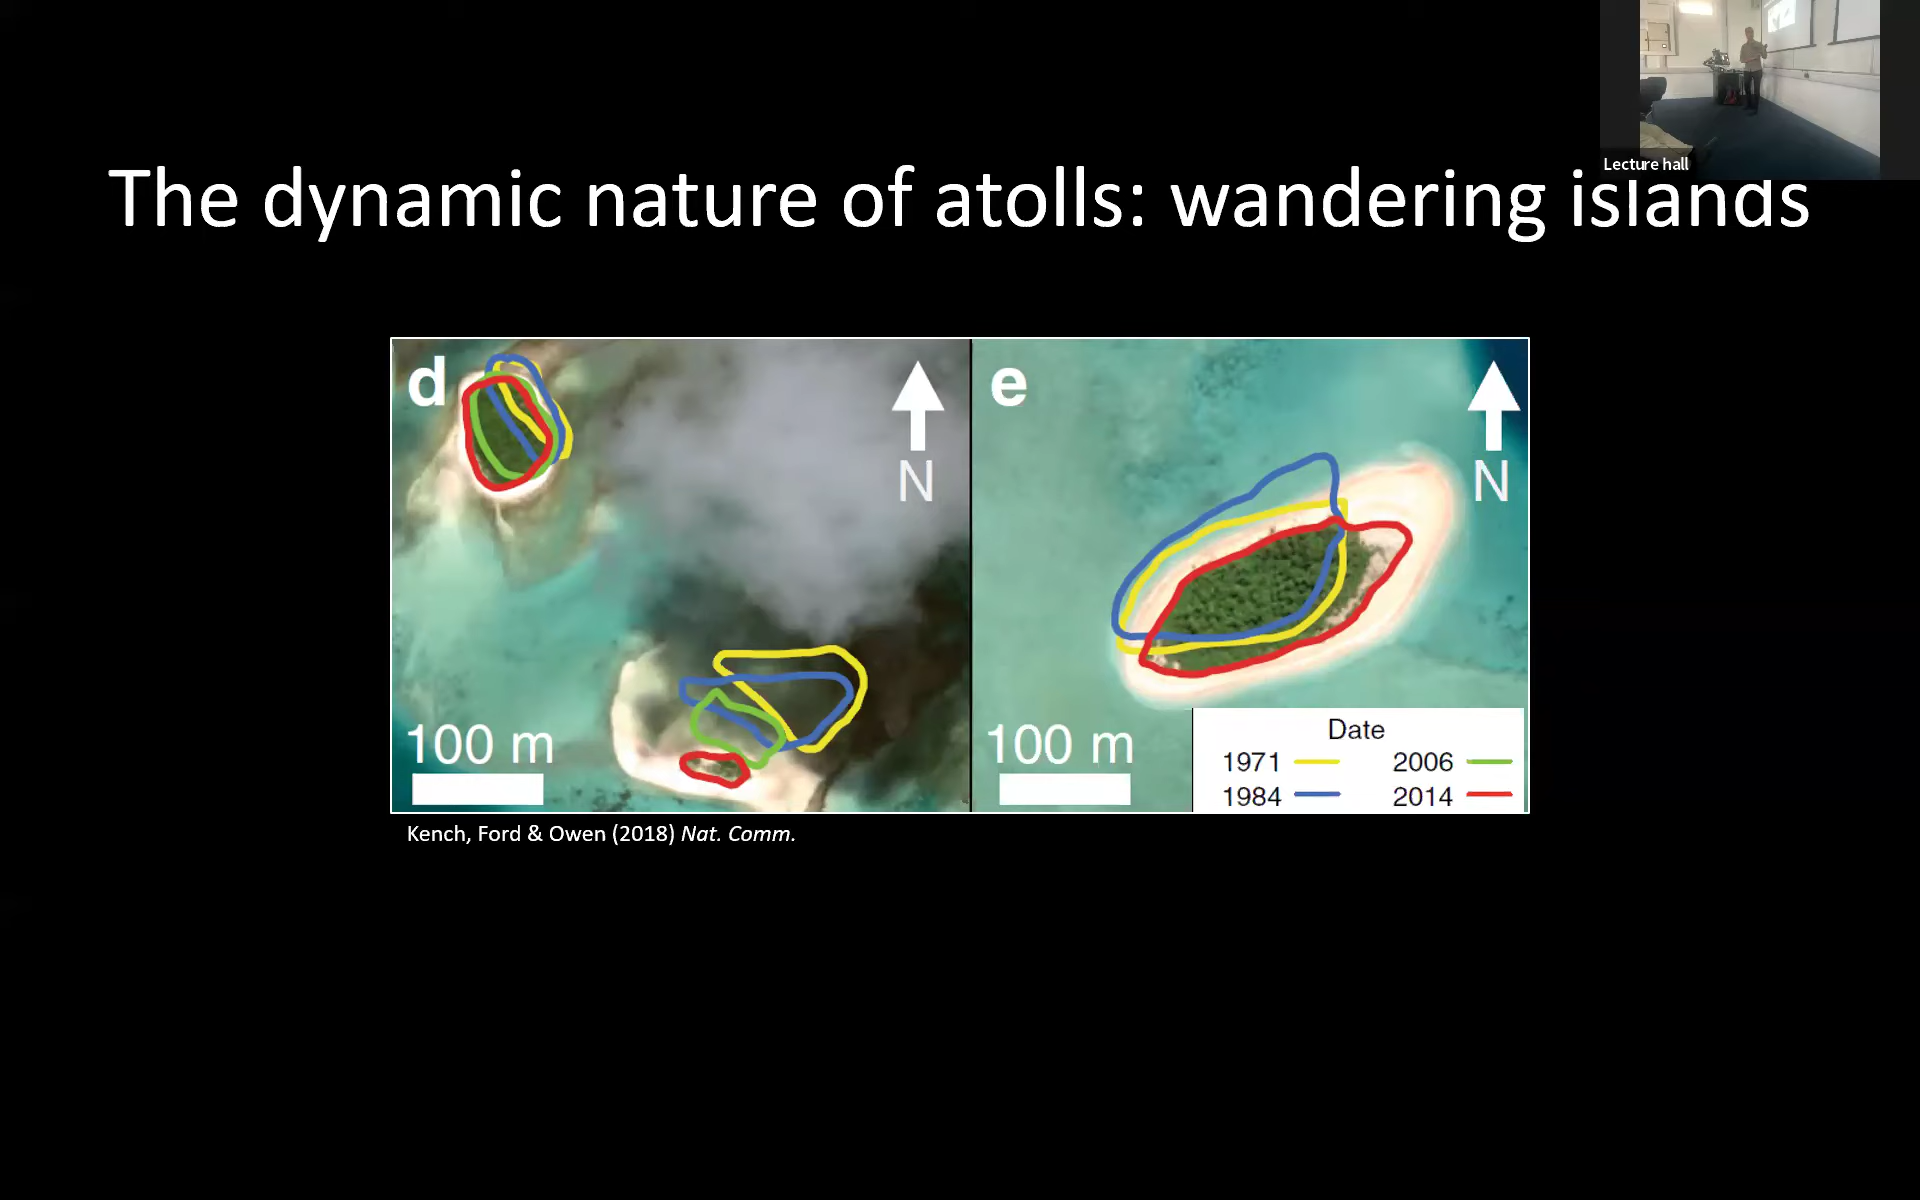 Lecture hall
The dynamic nature of atolls: wandering islands
d
N
100 m
e
N
100 m
Date
1971 2006
1984 2014
Kench, Ford & Owen (2018) Nat. Comm.